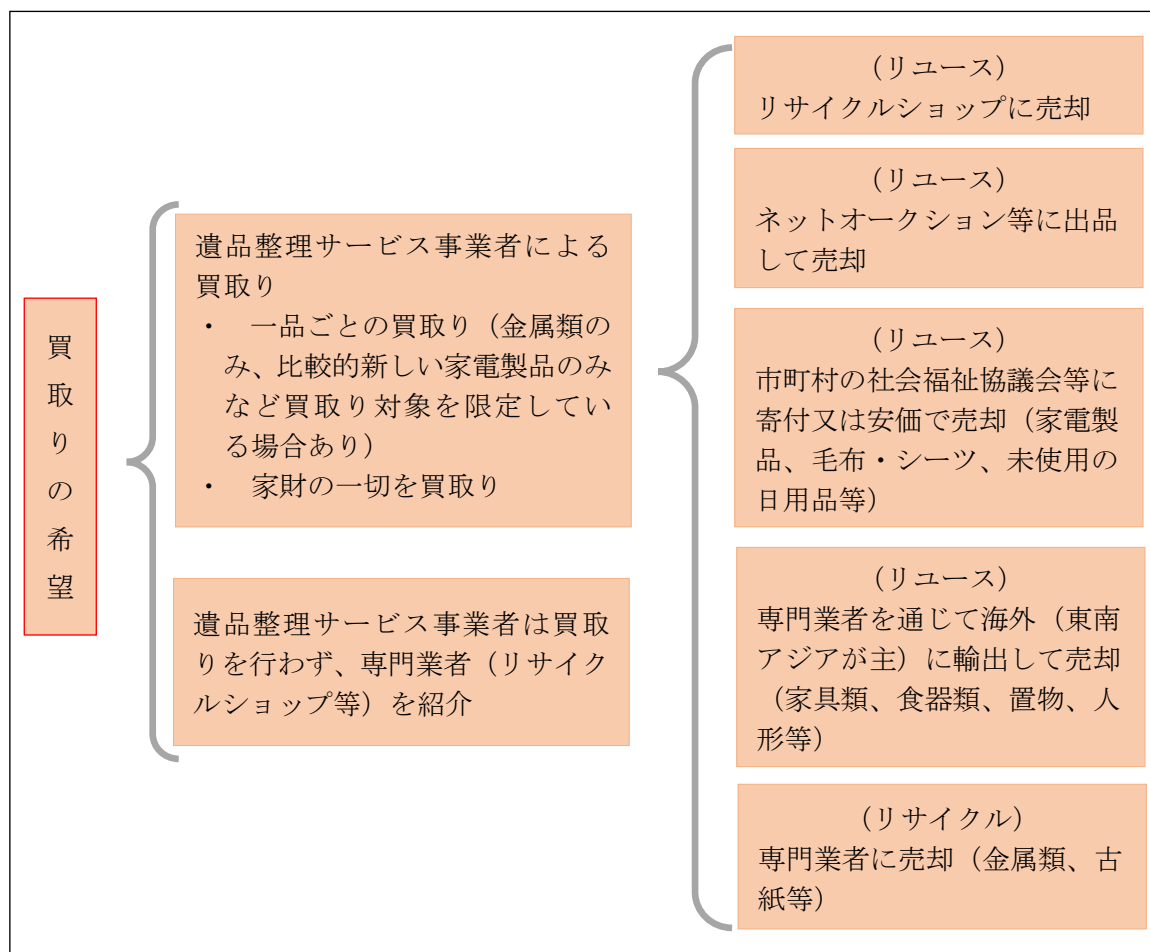 買取りの希望
遺品整理サービス事業者による
買取り
・ 一品ごとの買取り（金属類の
み、比較的新しい家電製品のみ
など買取り対象を限定してい
る場合あり）
・ 家財の一切を買取り
遺品整理サービス事業者は買取
りを行わず、専門業者（リサイク
ルショップ等）を紹介
（リユース）
リサイクルショップに売却
（リユース）
ネットオークション等に出品
して売却
（リユース）
市町村の社会福祉協議会等に
寄付又は安価で売却（家電製
品、毛布・シーツ、未使用の
日用品等）
（リユース）
専門業者を通じて海外（東南
アジアが主）に輸出して売却
（家具類、食器類、置物、人
形等）
（リサイクル）
専門業者に売却（金属類、古
紙等）